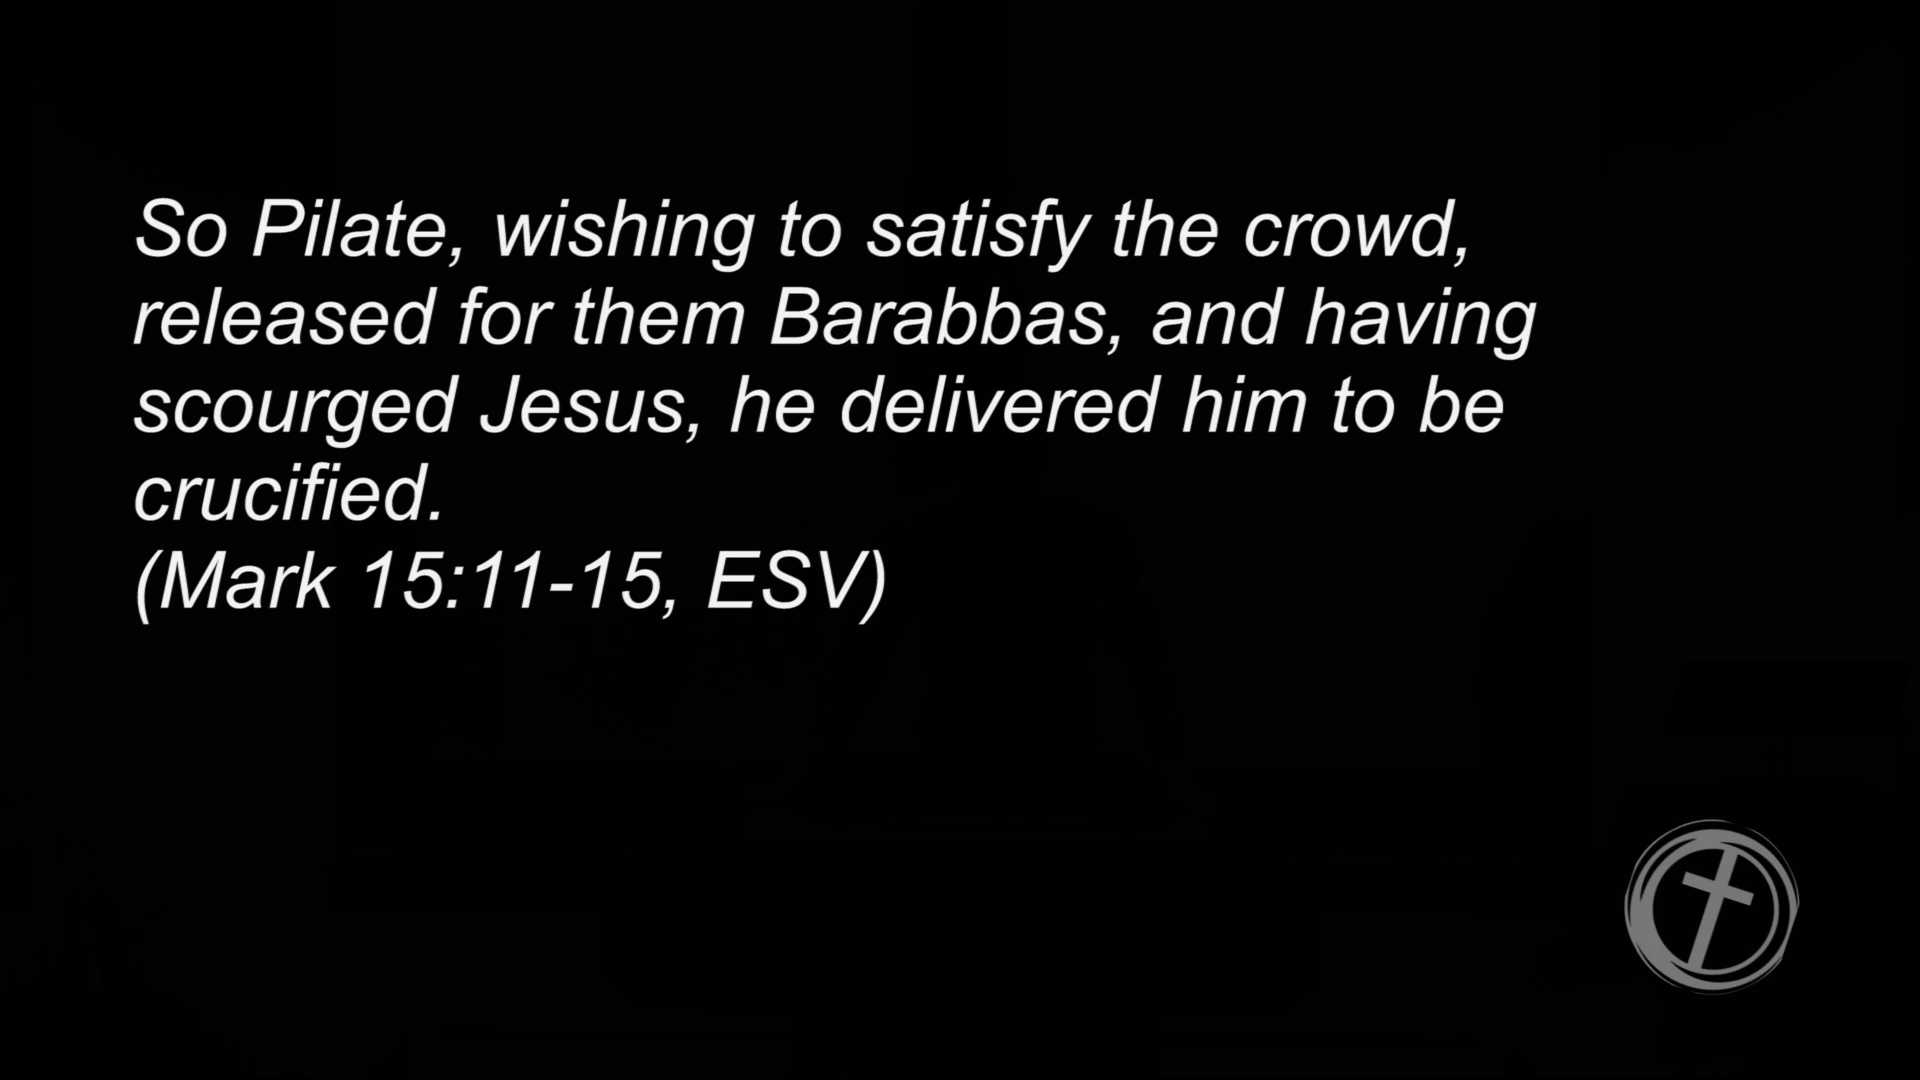 So Pilate, wishing to satisfy the crowd,
released for them Barabbas, and having
scourged Jesus, he delivered him to be
crucified.
(Mark 15:11-15, ESV)